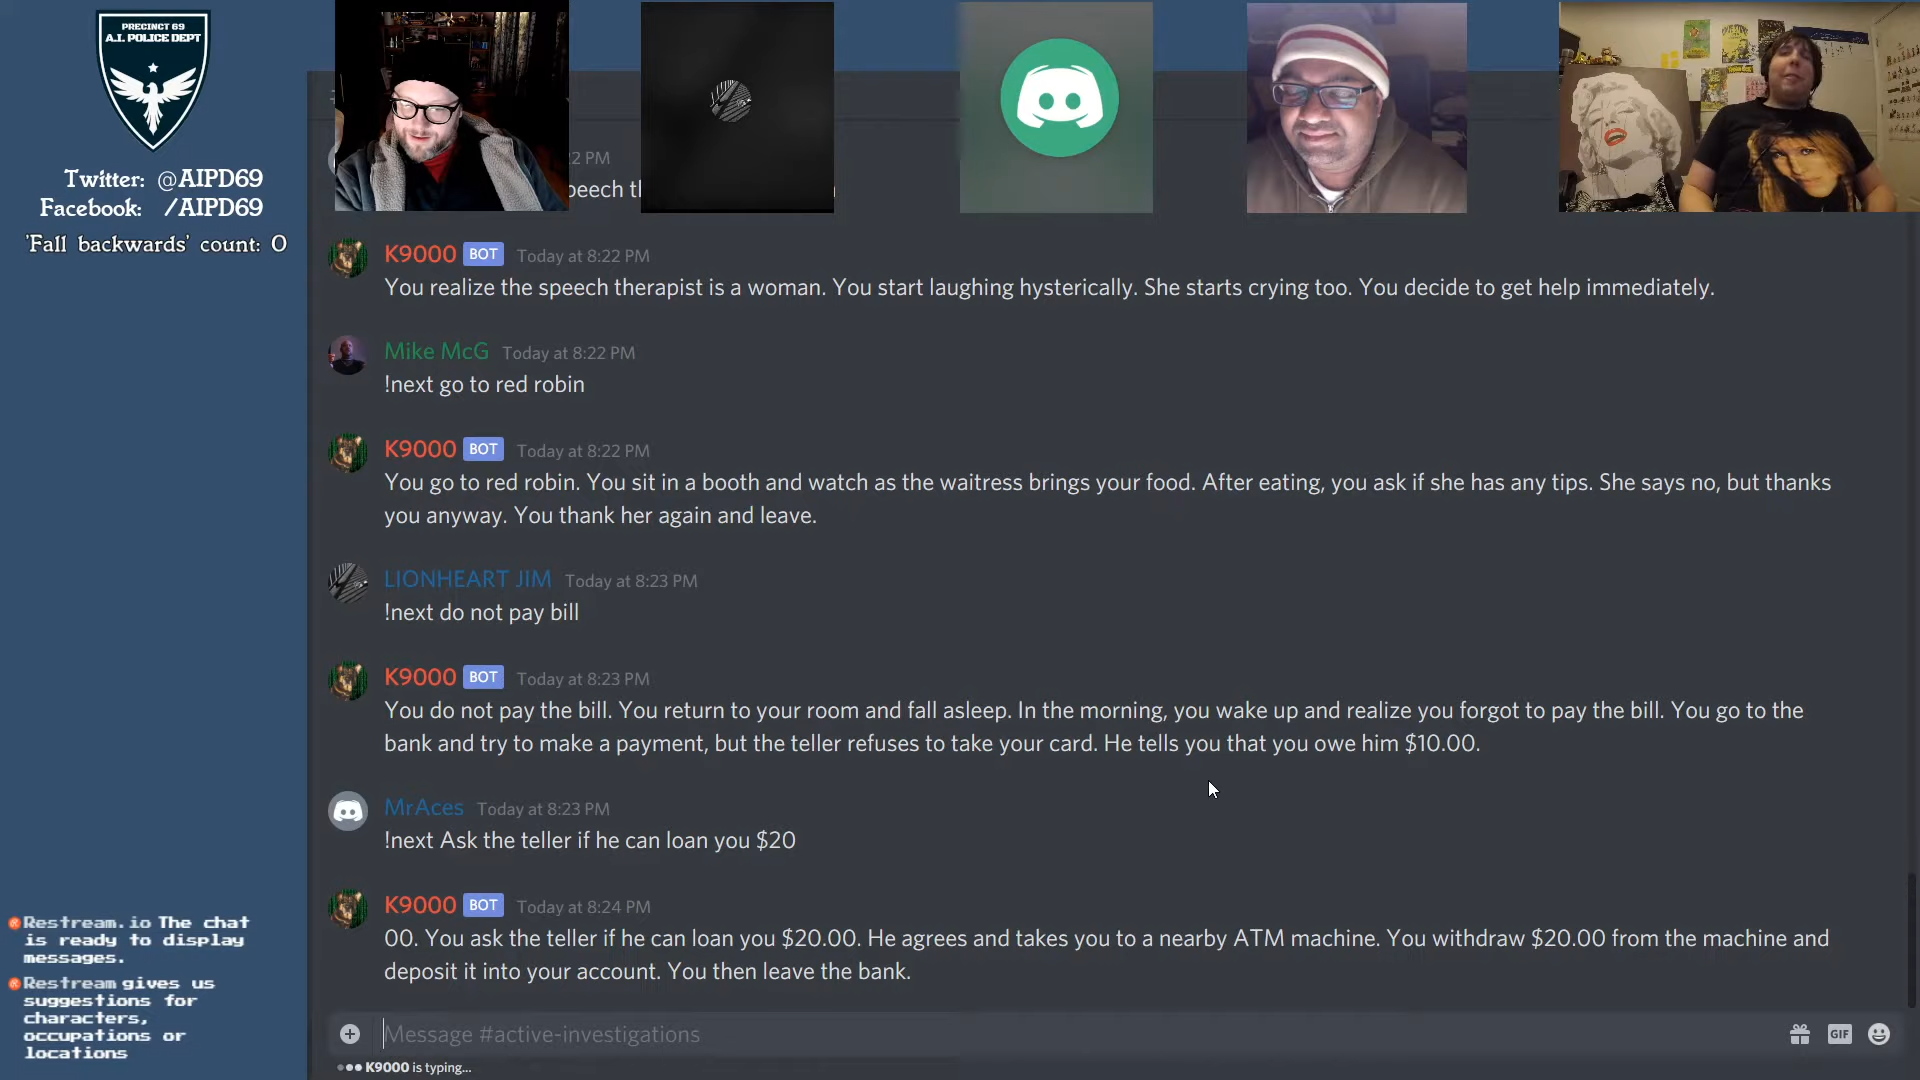 PRECINCT 69
A.I. POLICE DEPT
Twitter: @AIPD69
Facebook: /AIPD69
'Fall backwards' count: 0
2 PM
peech t
K9000 BOT Today at 8:22 PM
You realize the speech therapist is a woman. You start laughing hysterically. She starts crying too. You decide to get help immediately.
Mike McG Today at 8:22 PM
!next go to red robin
K9000 BOT Today at 8:22 PM
You go to red robin. You sit in a booth and watch as the waitress brings your food. After eating, you ask if she has any tips. She says no, but thanks
you anyway. You thank her again and leave.
LIONHEART JIM Today at 8:23 PM
!next do not pay bill
K9000 BOT Today at 8:23 PM
You do not pay the bill. You return to your room and fall asleep. In the morning, you wake up and realize you forgot to pay the bill. You go to the
bank and try to make a payment, but the teller refuses to take your card. He tells you that you owe him $10.00.
MrAces Today at 8:23 PM
!next Ask the teller if he can loan you $20
K9000 BOT Today at 8:24 PM
00. You ask the teller if he can loan you $20.00. He agrees and takes you to a nearby ATM machine. You withdraw $20.00 from the machine and
deposit it into your account. You then leave the bank.
Message #active-investigations
GIF
K9000 is typing...
Restream.io The chat
is ready to display
messages.
Restream gives us
suggestions for
characters,
occupations or
locations